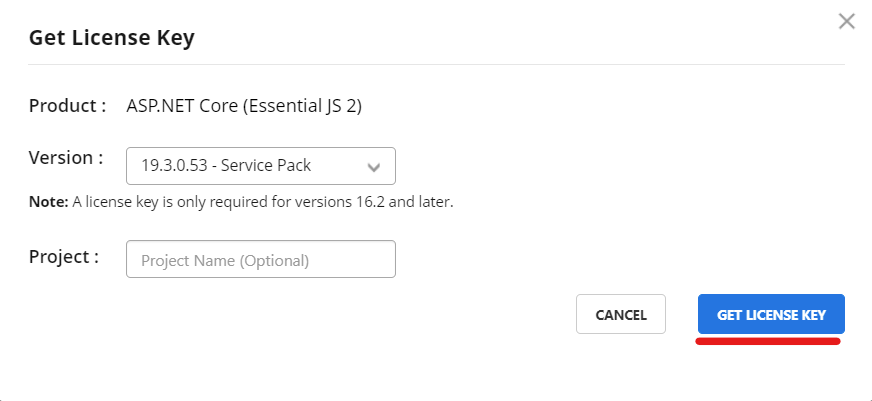 Get License Key
Product : ASP.NET Core (Essential JS 2)
Version : 19.3.0.53 - Service Pack
Note: A license key is only required for versions 16.2 and later.
Project : Project Name (Optional)
CANCEL GET LICENSE KEY